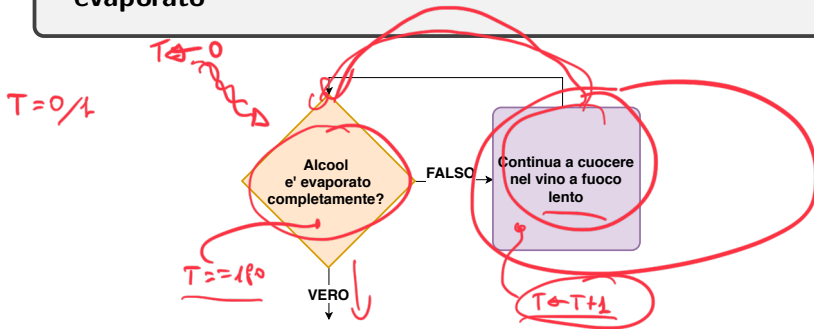 evaporato
T ← 0
T = 0/1
Alcool
e' evaporato
completamente?
FALSO
Continua a cuocere
nel vino a fuoco
lento
T == 180
VERO
T ← T+1